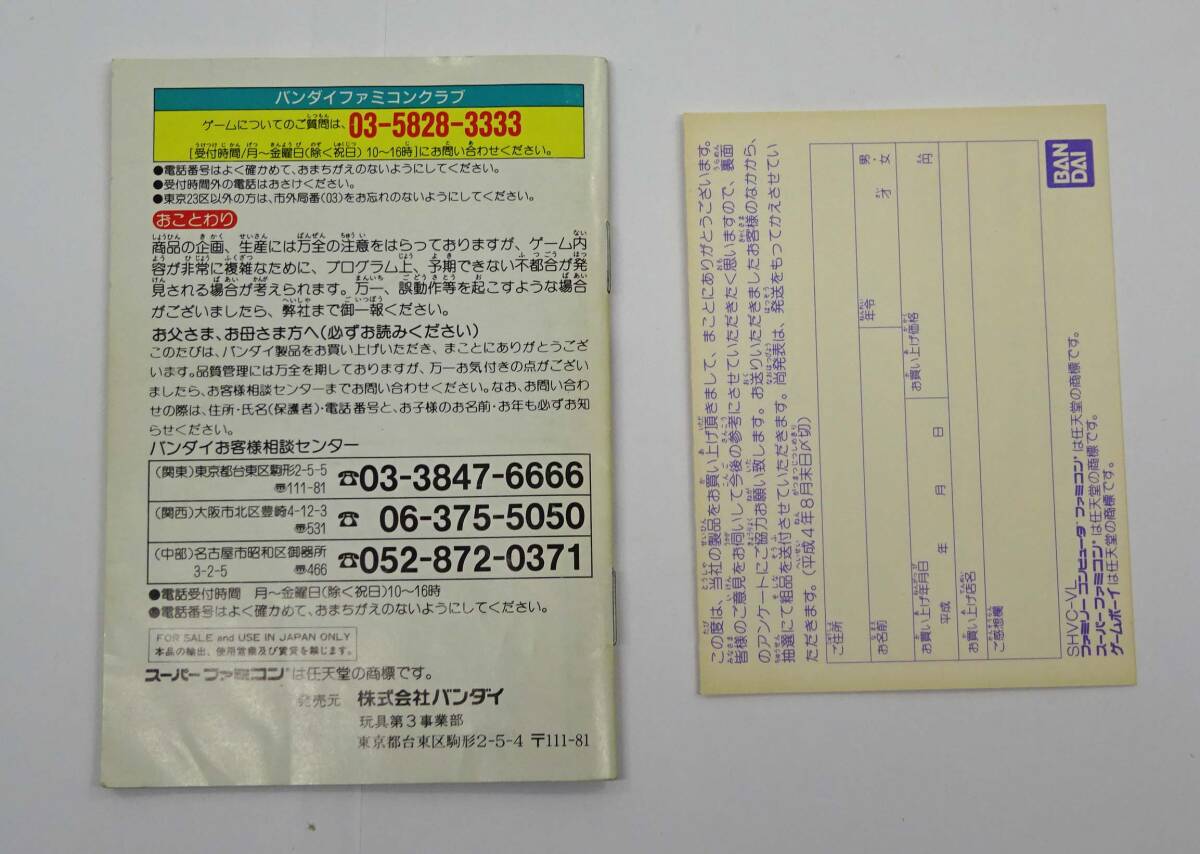 バンダイファミコンクラブ
ゲームについてのご質問は、03-5828-3333
[受付時間/月〜金曜日(除く祝日) 10〜16時]にお問い合わせください。
●電話番号はよく確かめて、おまちがえのないようにしてください。
●受付時間外の電話はおさけください。
●東京23区以外の方は、市外局番(03)をお忘れのないようにしてください。
おことわり
商品の企画、生産には万全の注意をはらっておりますが、ゲーム内
容が非常に複雑なために、プログラム上、予期できない不都合が発
見される場合が考えられます。万一、誤動作等を起こすような場合
がございましたら、弊社まで御一報ください。
お父さま、お母さま方へ(必ずお読みください)
このたびは、バンダイ製品をお買い上げいただき、まことにありがとうござ
います。品質管理には万全を期しておりますが、万一お気付きの点がござい
ましたら、お客様相談センターまでお問い合わせください。なお、お問い合わ
せの際は、住所・氏名(保護者)・電話番号と、お子様のお名前・お年も必ずお知
らせください。
バンダイお客様相談センター
(関東)東京都台東区駒形2-5-5
〠111-81
☎03-3847-6666
(関西)大阪市北区豊崎4-12-3
〠531
☎ 06-375-5050
(中部)名古屋市昭和区御器所
3-2-5 〠466
☎052-872-0371
●電話受付時間 月〜金曜日(除く祝日)10〜16時
●電話番号はよく確かめて、おまちがえのないようにしてください。
FOR SALE and USE IN JAPAN ONLY
本品の輸出、使用営業及び賃貸を禁じます。
スーパーファミコンは任天堂の商標です。
発売元 株式会社バンダイ
玩具第3事業部
東京都台東区駒形2-5-4 〒111-81
この度は、当社の製品をお買い上げ頂きまして、まことにありがとうございます。
皆様のご意見をお伺いして今後の参考にさせていただきたく思いますので、裏面
のアンケートにご協力お願い致します。お送りいただきましたお客様のなかから、
抽選にて粗品を送付させていただきます。尚発表は、発送をもってかえさせてい
ただきます。(平成4年8月末日〆切)
ご住所
お名前 年令 才 男・女
お買い上げ年月日 平成 年 月 日 お買い上げ価格 円
お買い上げ店名
ご感想欄
BAN
DAI
SHVC-VL
ファミリーコンピュータ ファミコンは任天堂の商標です。
スーパーファミコンは任天堂の商標です。
ゲームボーイは任天堂の商標です。